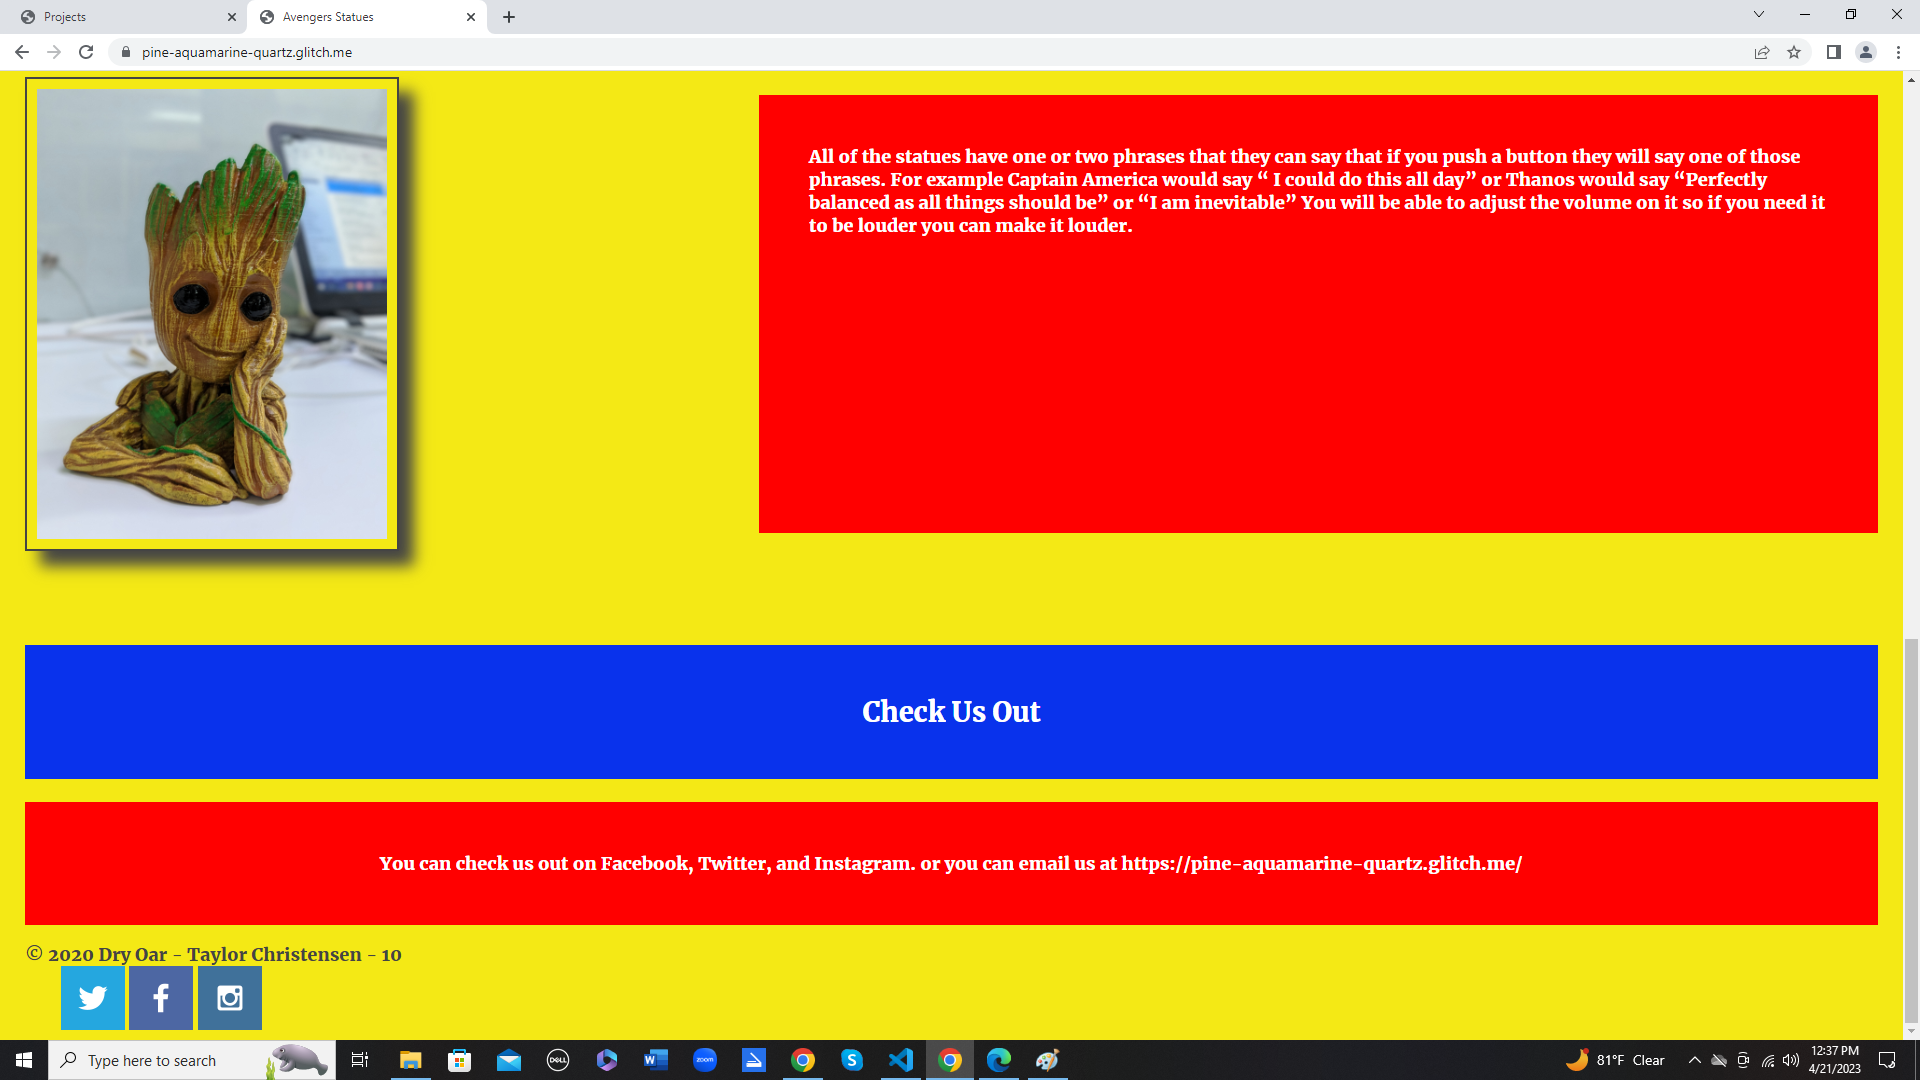 Projects
Avengers Statues
pine-aquamarine-quartz.glitch.me
All of the statues have one or two phrases that they can say that if you push a button they will say one of those
phrases. For example Captain America would say “ I could do this all day” or Thanos would say “Perfectly
balanced as all things should be” or “I am inevitable” You will be able to adjust the volume on it so if you need it
to be louder you can make it louder.
Check Us Out
You can check us out on Facebook, Twitter, and Instagram. or you can email us at https://pine-aquamarine-quartz.glitch.me/
© 2020 Dry Oar - Taylor Christensen - 10
Type here to search
DELL
W
zoom
S
81°F Clear
12:37 PM
4/21/2023